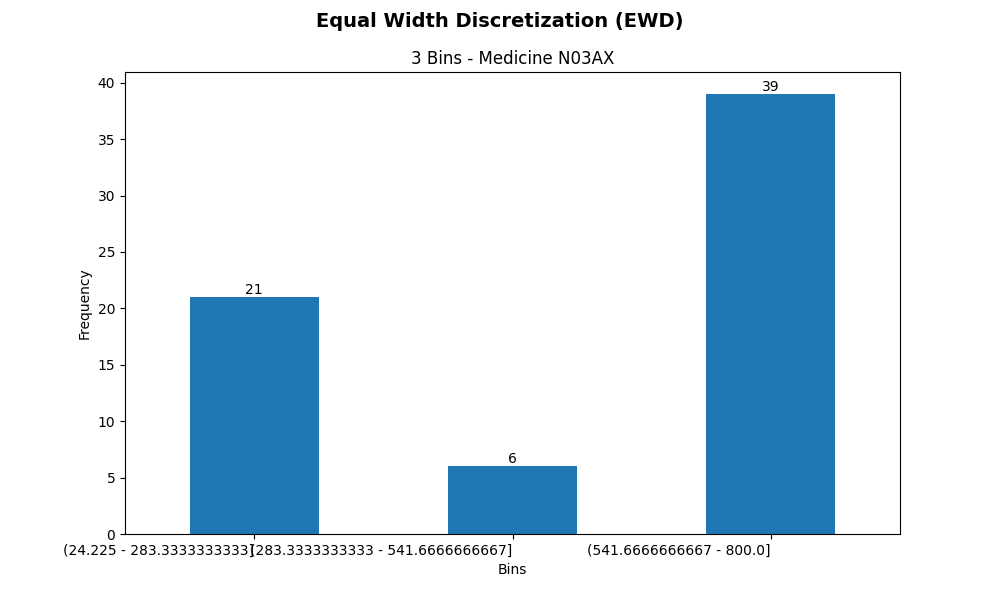 Equal Width Discretization (EWD)
3 Bins - Medicine N03AX
40
35
30
25
20
15
10
5
0
Frequency
21
6
39
(24.225 - 283.3333333333]
(283.3333333333 - 541.6666666667]
(541.6666666667 - 800.0]
Bins